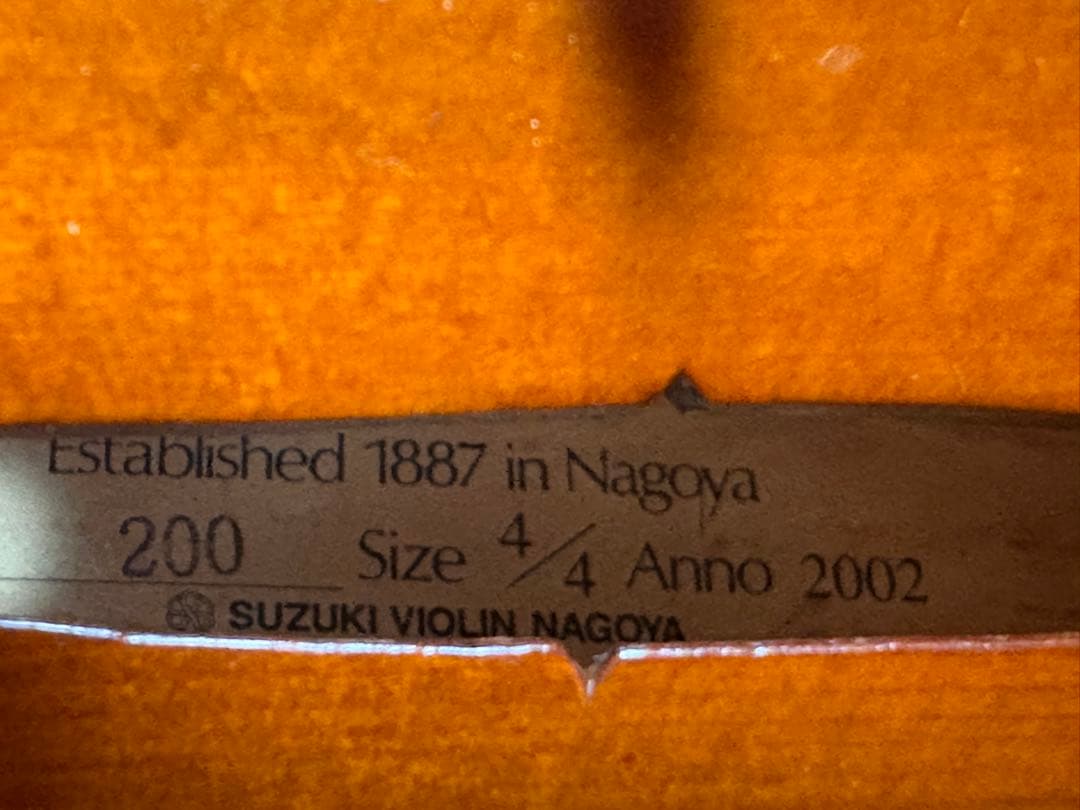 Established 1887 in Nagoya
200 Size 4/4 Anno 2002
SUZUKI VIOLIN NAGOYA